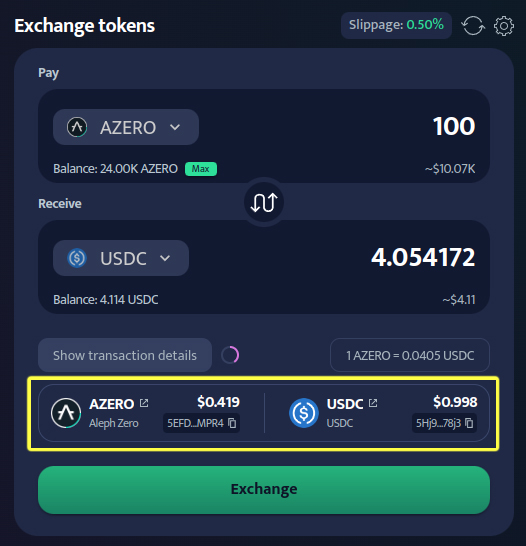 Exchange tokens
Slippage: 0.50%
Pay
AZERO
100
Balance: 24.00K AZERO Max
~$10.07K
Receive
USDC
4.054172
Balance: 4.114 USDC
~$4.11
Show transaction details
1 AZERO = 0.0405 USDC
AZERO $0.419
Aleph Zero 5EFD...MPR4
USDC $0.998
USDC 5Hj9...78j3
Exchange